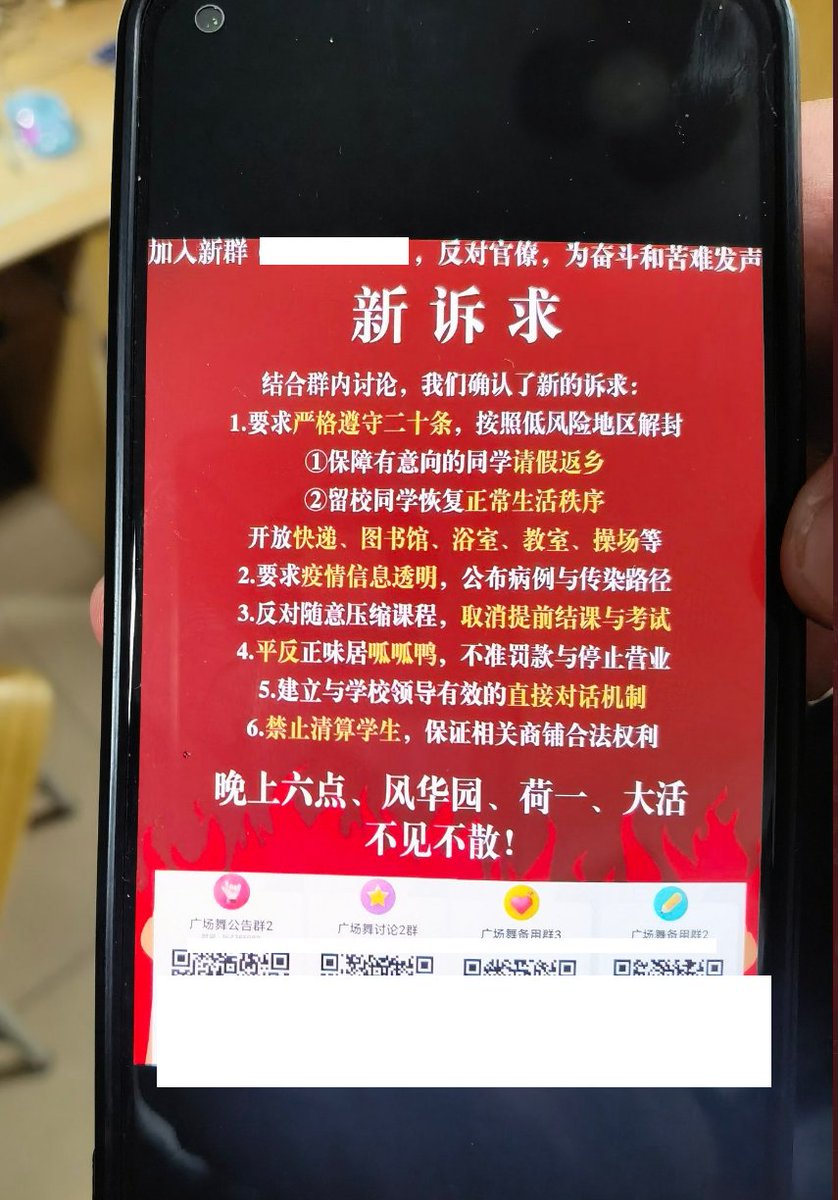 加入新群 ，反对官僚，为奋斗和苦难发声
新诉求
结合群内讨论，我们确认了新的诉求：
1.要求严格遵守二十条，按照低风险地区解封
①保障有意向的同学请假返乡
②留校同学恢复正常生活秩序
开放快递、图书馆、浴室、教室、操场等
2.要求疫情信息透明，公布病例与传染路径
3.反对随意压缩课程，取消提前结课与考试
4.平反正味居呱呱鸭，不准罚款与停止营业
5.建立与学校领导有效的直接对话机制
6.禁止清算学生，保证相关商铺合法权利
晚上六点、风华园、荷一、大活
不见不散！
广场舞公告群2
广场舞讨论2群
广场舞备用群3
广场舞备用群2